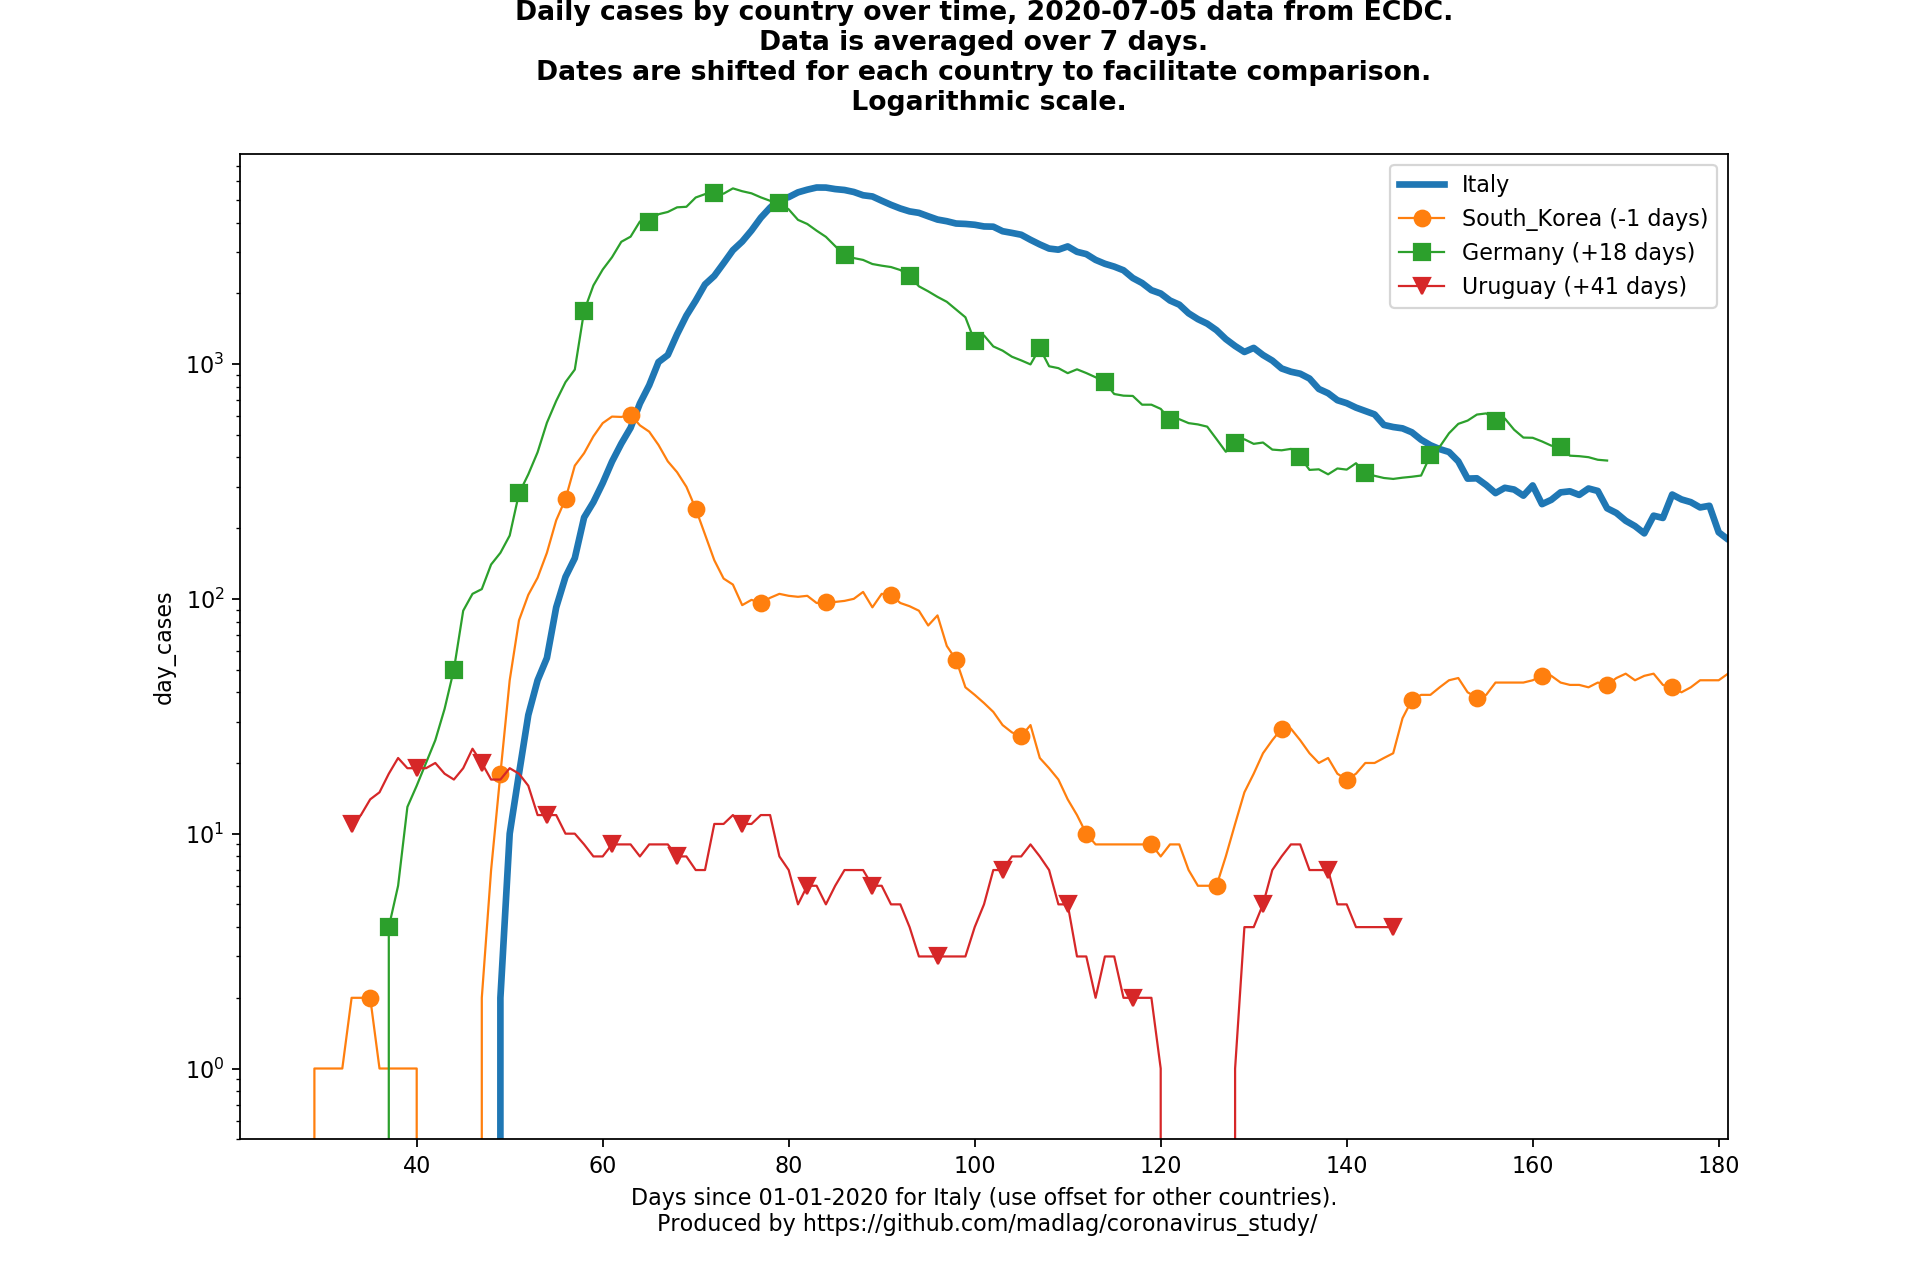 Daily cases by country over time, 2020-07-05 data from ECDC.
Data is averaged over 7 days.
Dates are shifted for each country to facilitate comparison.
Logarithmic scale.
Italy
South_Korea (-1 days)
Germany (+18 days)
Uruguay (+41 days)
10³
10²
10¹
10⁰
day_cases
40 60 80 100 120 140 160 180
Days since 01-01-2020 for Italy (use offset for other countries).
Produced by https://github.com/madlag/coronavirus_study/